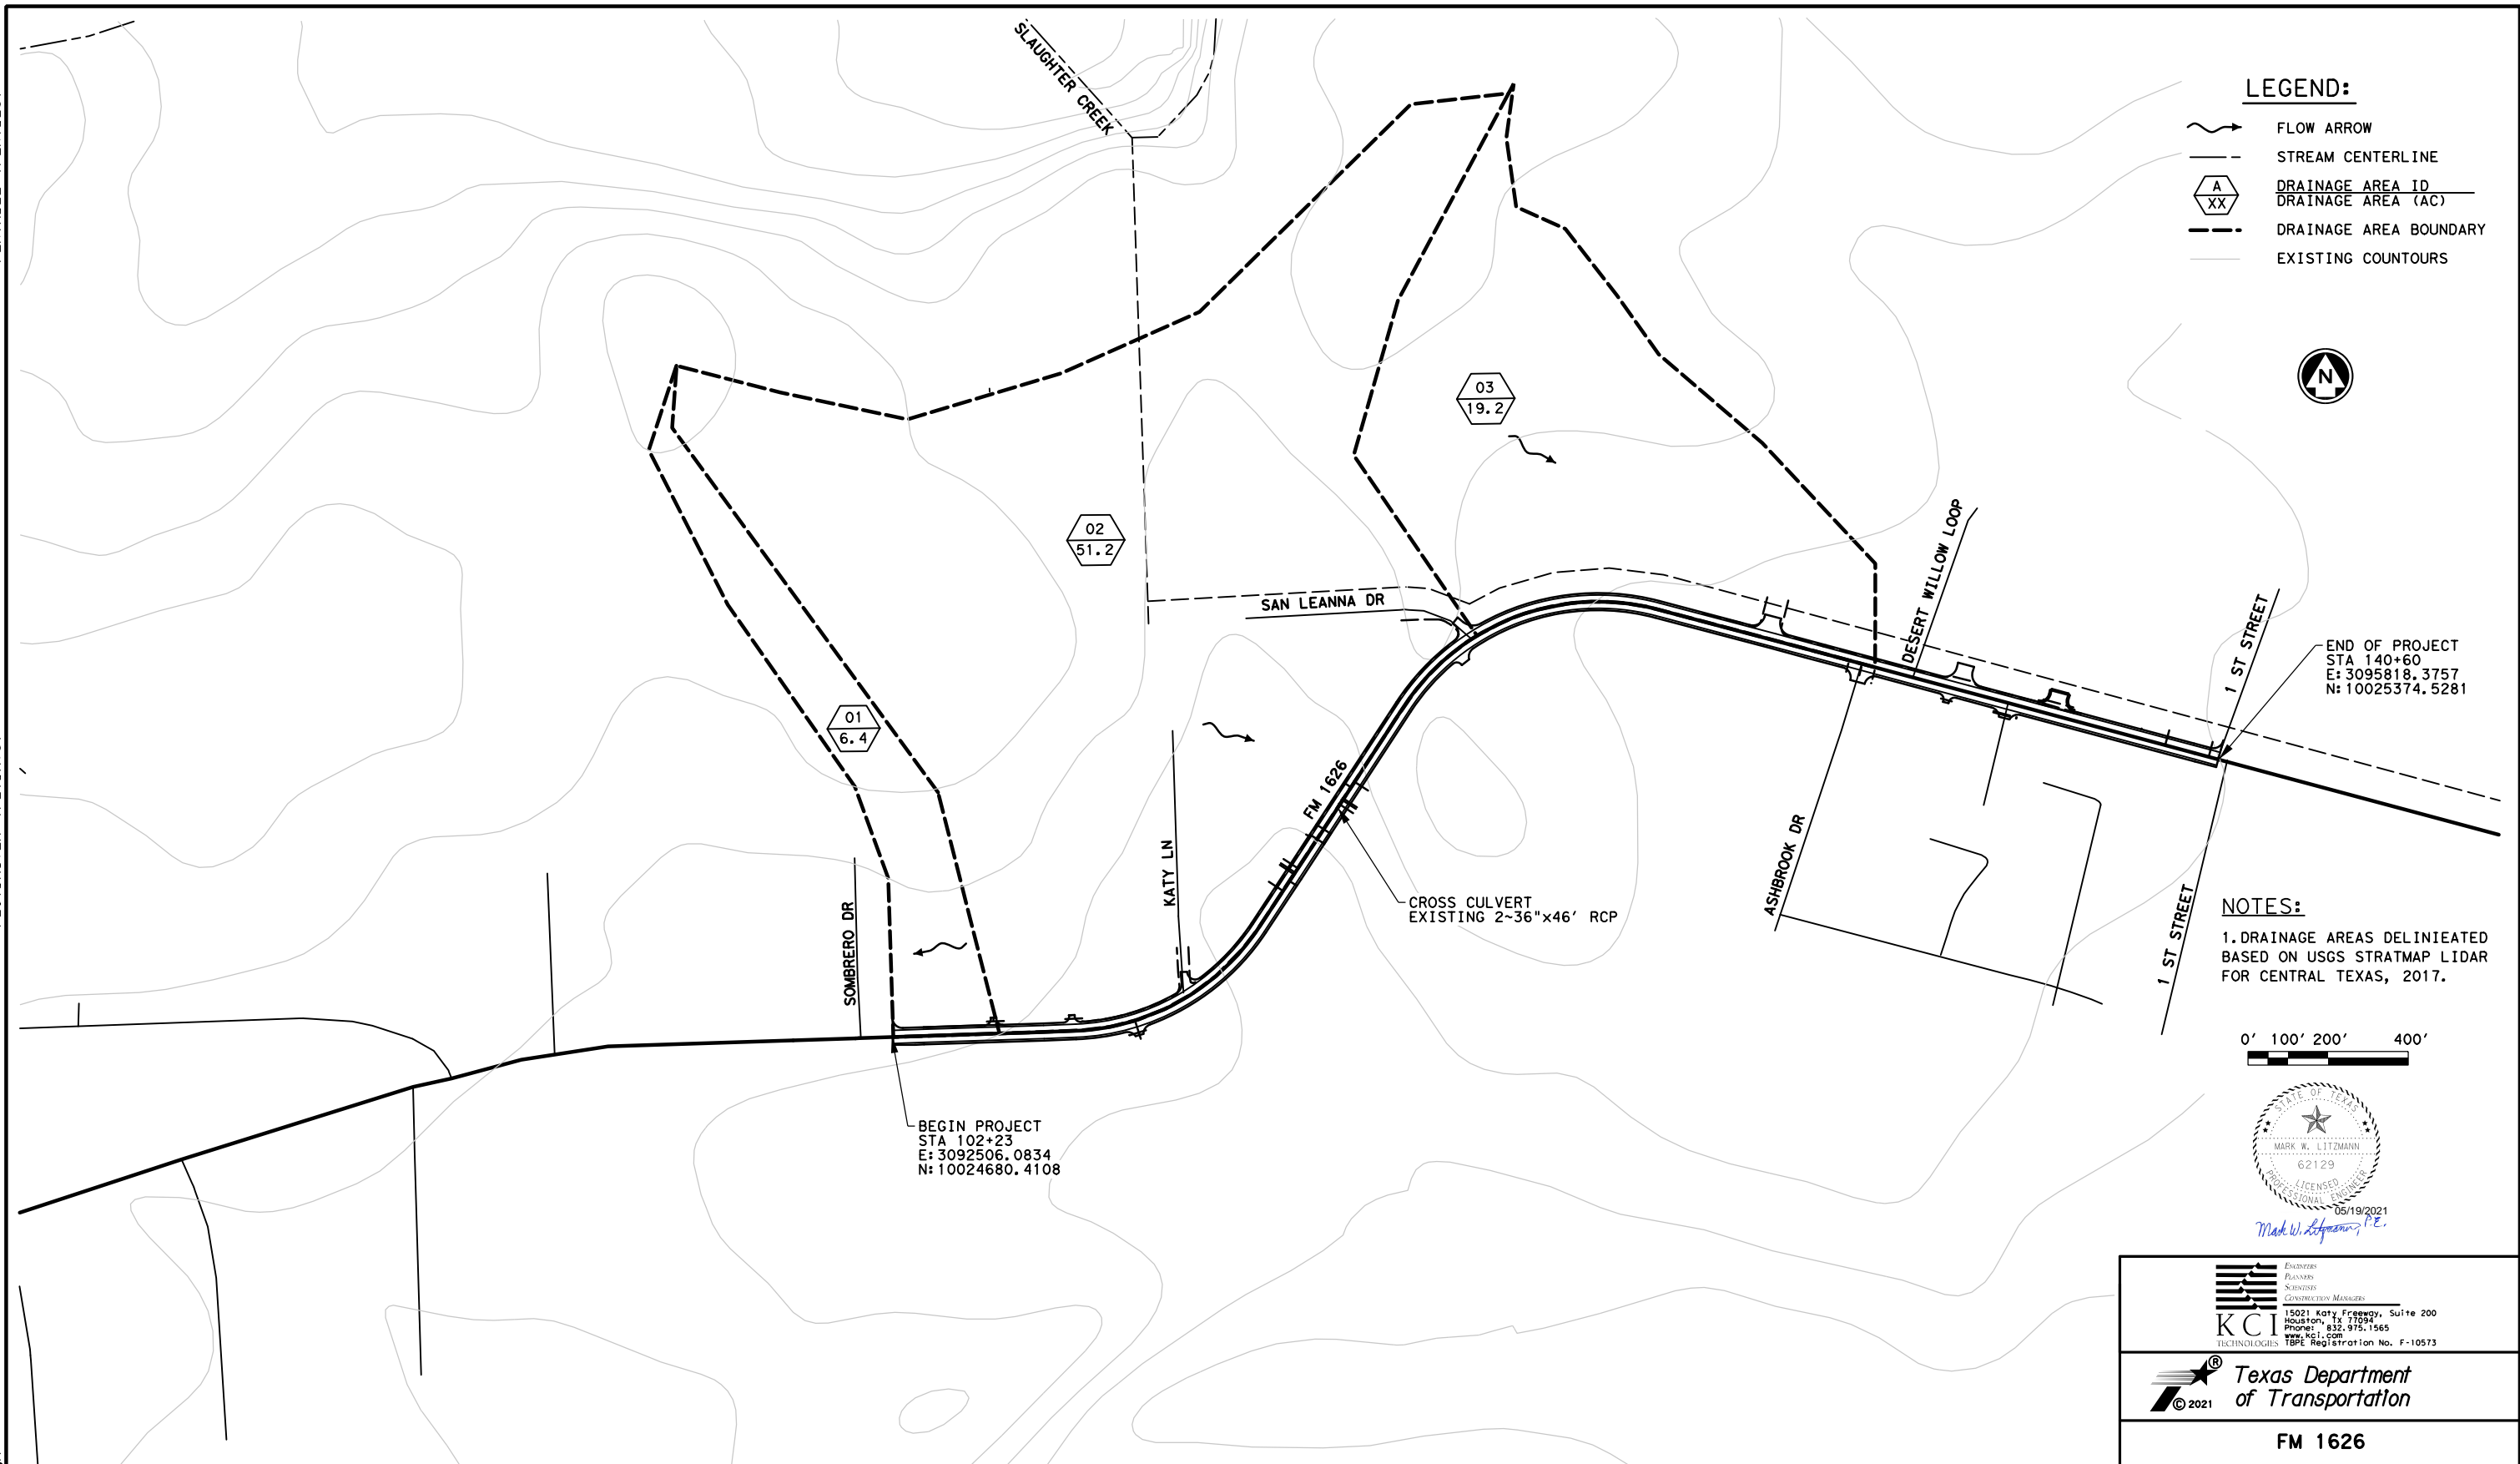 SLAUGHTER CREEK
LEGEND:
FLOW ARROW
STREAM CENTERLINE
A
XX
DRAINAGE AREA ID
DRAINAGE AREA (AC)
DRAINAGE AREA BOUNDARY
EXISTING COUNTOURS
N
03
19.2
02
51.2
01
6.4
SAN LEANNA DR
DESERT WILLOW LOOP
1 ST STREET
END OF PROJECT
STA 140+60
E:3095818.3757
N:10025374.5281
FM 1626
KATY LN
SOMBRERO DR
CROSS CULVERT
EXISTING 2~36"x46' RCP
ASHBROOK DR
1 ST STREET
NOTES:
1.DRAINAGE AREAS DELINIEATED
BASED ON USGS STRATMAP LIDAR
FOR CENTRAL TEXAS, 2017.
0' 100' 200' 400'
BEGIN PROJECT
STA 102+23
E:3092506.0834
N:10024680.4108
STATE OF TEXAS
MARK W. LITZMANN
62129
LICENSED
PROFESSIONAL ENGINEER
05/19/2021
Mark W. Litzmann, P.E.
ENGINEERS
PLANNERS
SCIENTISTS
CONSTRUCTION MANAGERS
KCI
TECHNOLOGIES
15021 Katy Freeway, Suite 200
Houston, TX 77094
Phone: 832.975.1565
www.kci.com
TBPE Registration No. F-10573
® Texas Department
© 2021 of Transportation
FM 1626